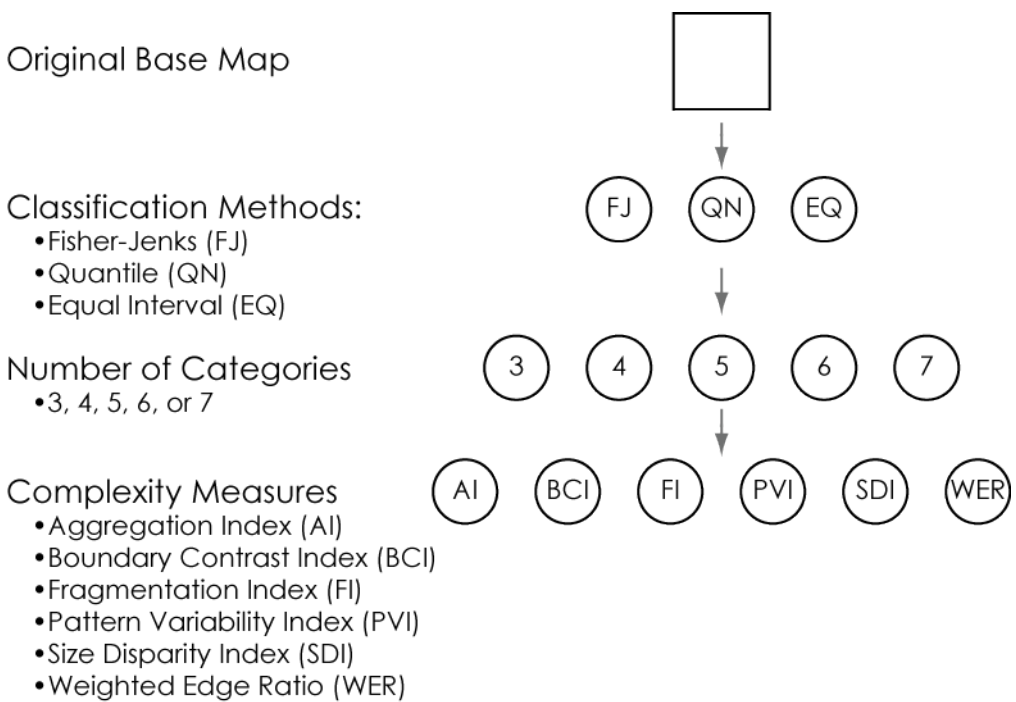 Original Base Map
Classification Methods:
•Fisher-Jenks (FJ)
•Quantile (QN)
•Equal Interval (EQ)
FJ QN EQ
Number of Categories
•3, 4, 5, 6, or 7
3 4 5 6 7
Complexity Measures
•Aggregation Index (AI)
•Boundary Contrast Index (BCI)
•Fragmentation Index (FI)
•Pattern Variability Index (PVI)
•Size Disparity Index (SDI)
•Weighted Edge Ratio (WER)
AI BCI FI PVI SDI WER